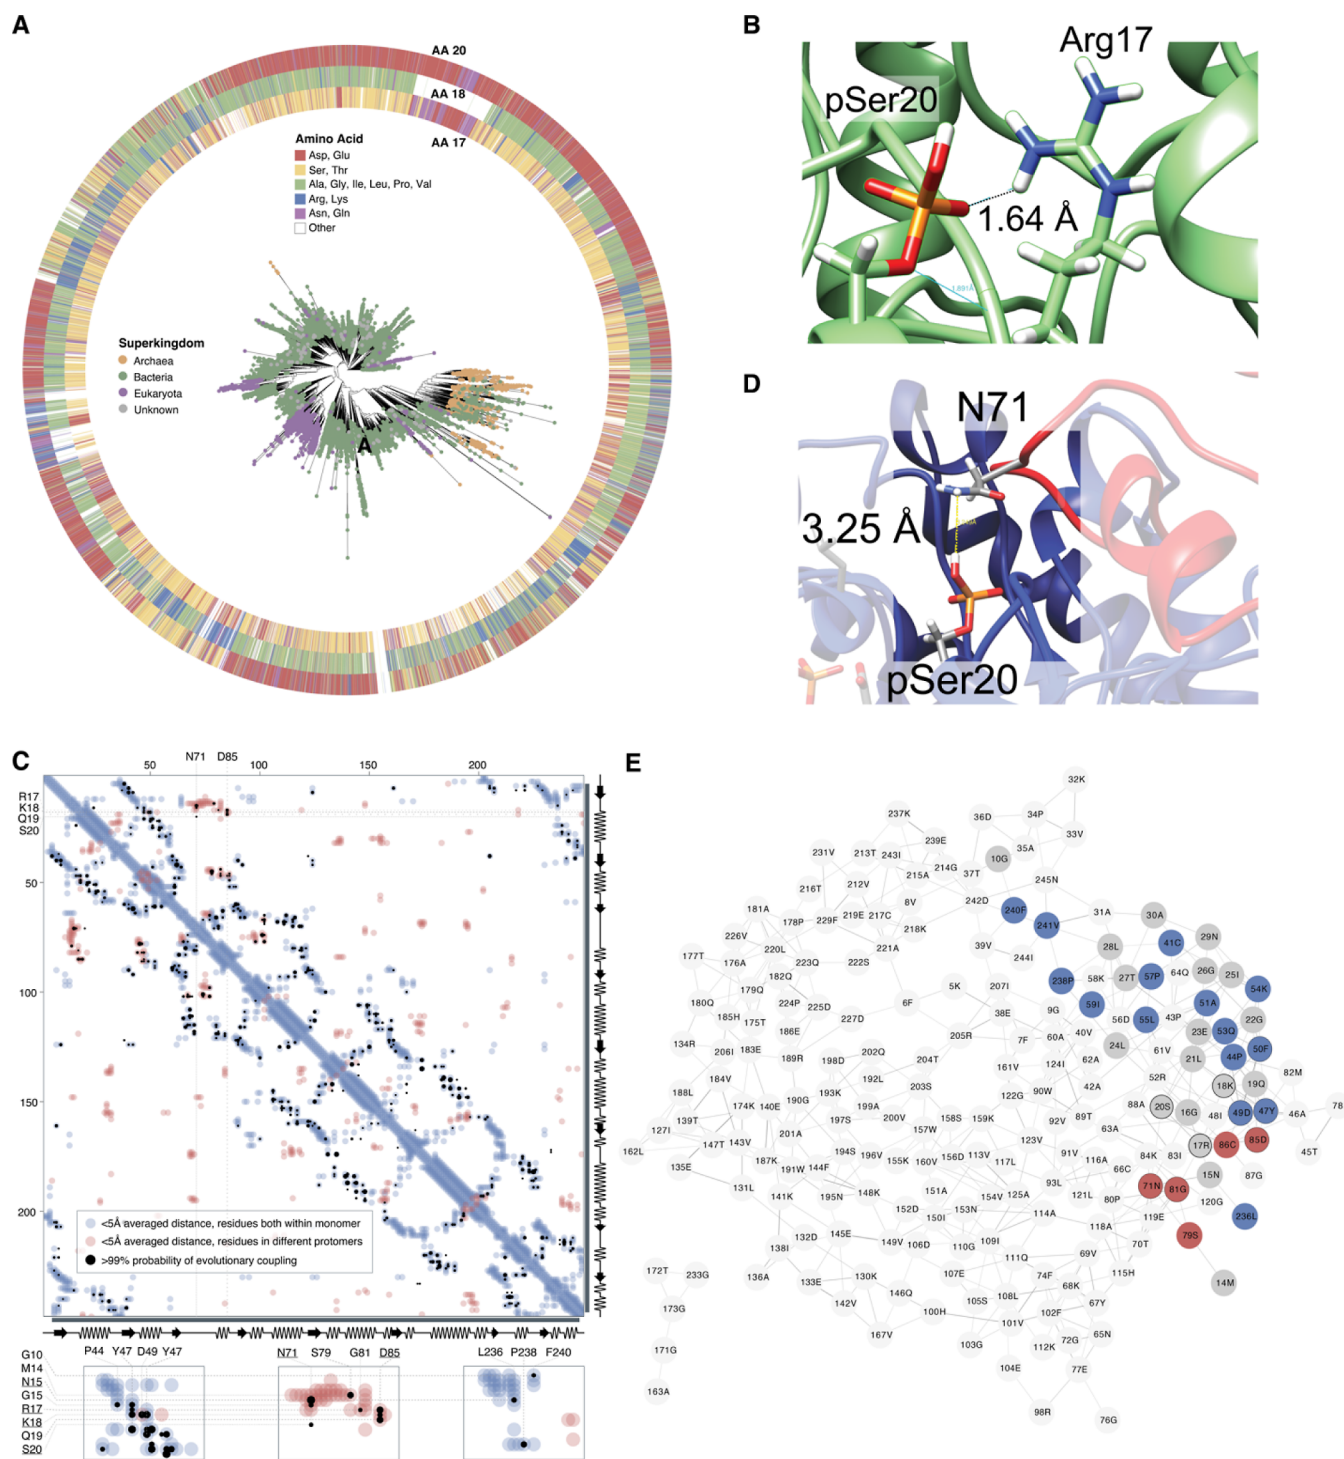 A
AA 20
AA 18
AA 17
Amino Acid
Asp, Glu
Ser, Thr
Ala, Gly, Ile, Leu, Pro, Val
Arg, Lys
Asn, Gln
Other
Superkingdom
Archaea
Bacteria
Eukaryota
Unknown
A
B
Arg17
pSer20
1.64 Å
1.891Å
D
N71
3.25 Å
pSer20
C
50 N71 D85 100 150 200
R17
K18
Q19
S20
50
100
150
200
<5Å averaged distance, residues both within monomer
<5Å averaged distance, residues in different protomers
>99% probability of evolutionary coupling
P44 Y47 D49 Y47
N71 S79 G81 D85
L236 P238 F240
G10
M14
N15
G15
R17
K18
Q19
S20
E
32K
237K 36D 34P
239E 33V
231V 213T 243I 35A
10G
214G
215A 37T
216T 212V 245N
242D
181A 8V 240F 31A 30A
178P 229F 219E 217C 241V
226V 218K 29N
41C
177T 220L 221A 39V 28L
176A 223Q 222S 244I
182Q 64Q 26G 25I
179Q 238P 58K 27T 57P
5K 207I 54K
180Q 224P 225D 6F 59I 51A
185H 9G
175T 227D 38E 56D 55L 43P 22G
186E 53Q
134R 205R 7F 60A 40V 23E
206I 183E 24L 61V 50F
189R 198D 202Q 204T 124I 62A 21L 44P
161V
184V 192L 52R 82M
188L 203S 90W 42A 18K 19Q
193K 122G
174K 140E 190G 199A 88A 20S 16G 49D 47Y 46A 78
139T 197S 200V 158S 159K 89T 48I
127I 201A 157W 92V 63A
147T 143V 123V 17R 86C 85D
162L 194S 196V 156D 113V 91V 84K 83I 45T
135E 187K 191W 144F 155K 160V 117L 116A 66C 15N 87G
131L 151A 93L 71N 81G
141K 195N 148K 154V 125A 121L 80P 120G
152D 153N 114A 119E 236L
132D 150I 118A
138I 145E 149V 106D 110G 109I 70T 79S
111Q 69V
172T 233G 136A 133E 130K 107E 74F 115H 14M
146Q 68K
173G 142V 105S 108L 67Y
100H 102F
167V 101V 65N
171G 103G 112K 72G
104E 77E
163A
98R 76G